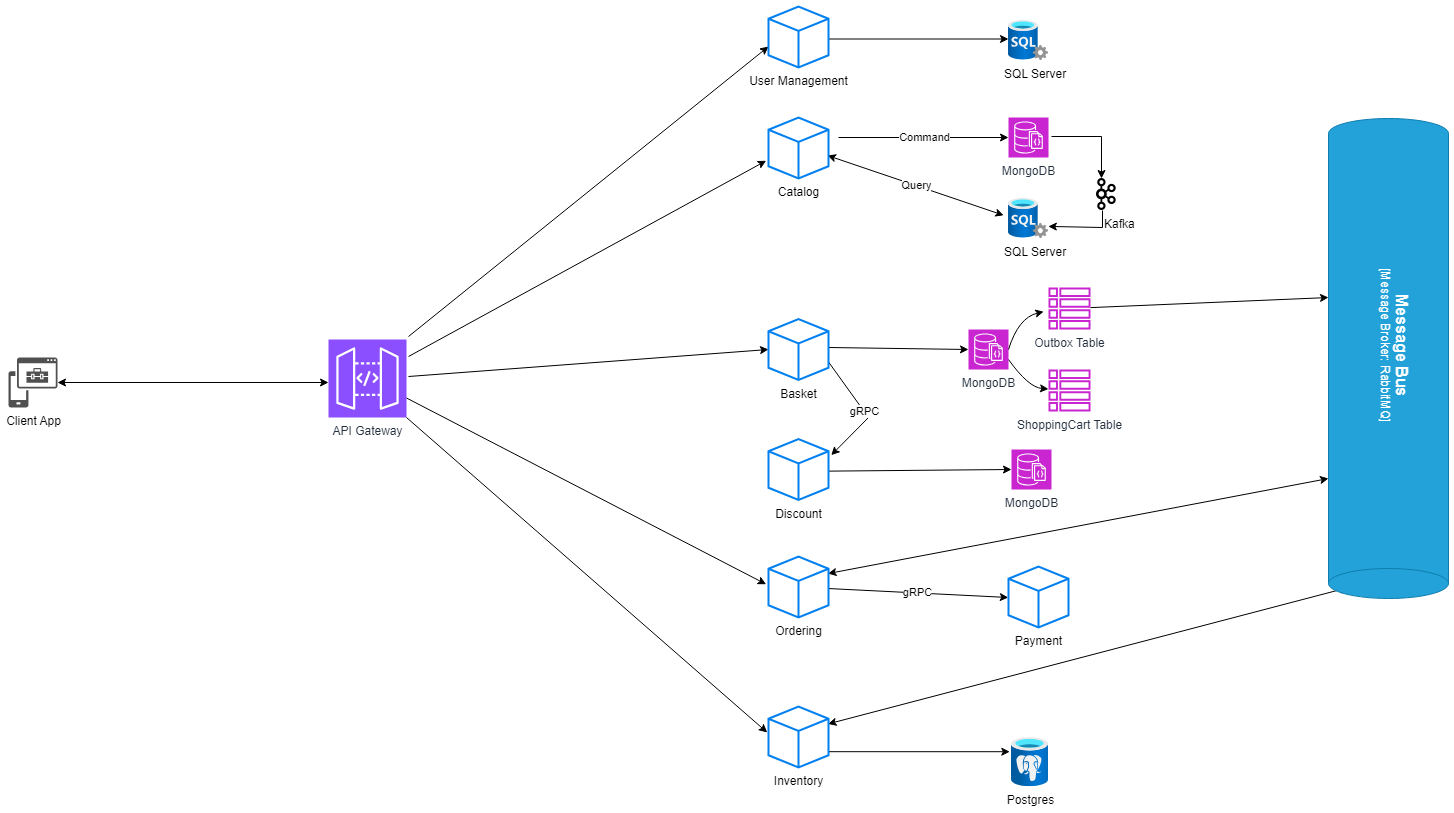 User Management
SQL
SQL Server
Catalog
Command
MongoDB
Query
SQL
SQL Server
Kafka
Client App
</>
API Gateway
Basket
gRPC
MongoDB
Outbox Table
ShoppingCart Table
Discount
MongoDB
Ordering
gRPC
Payment
Inventory
Postgres
Message Bus
[Message Broker: RabbitMQ]